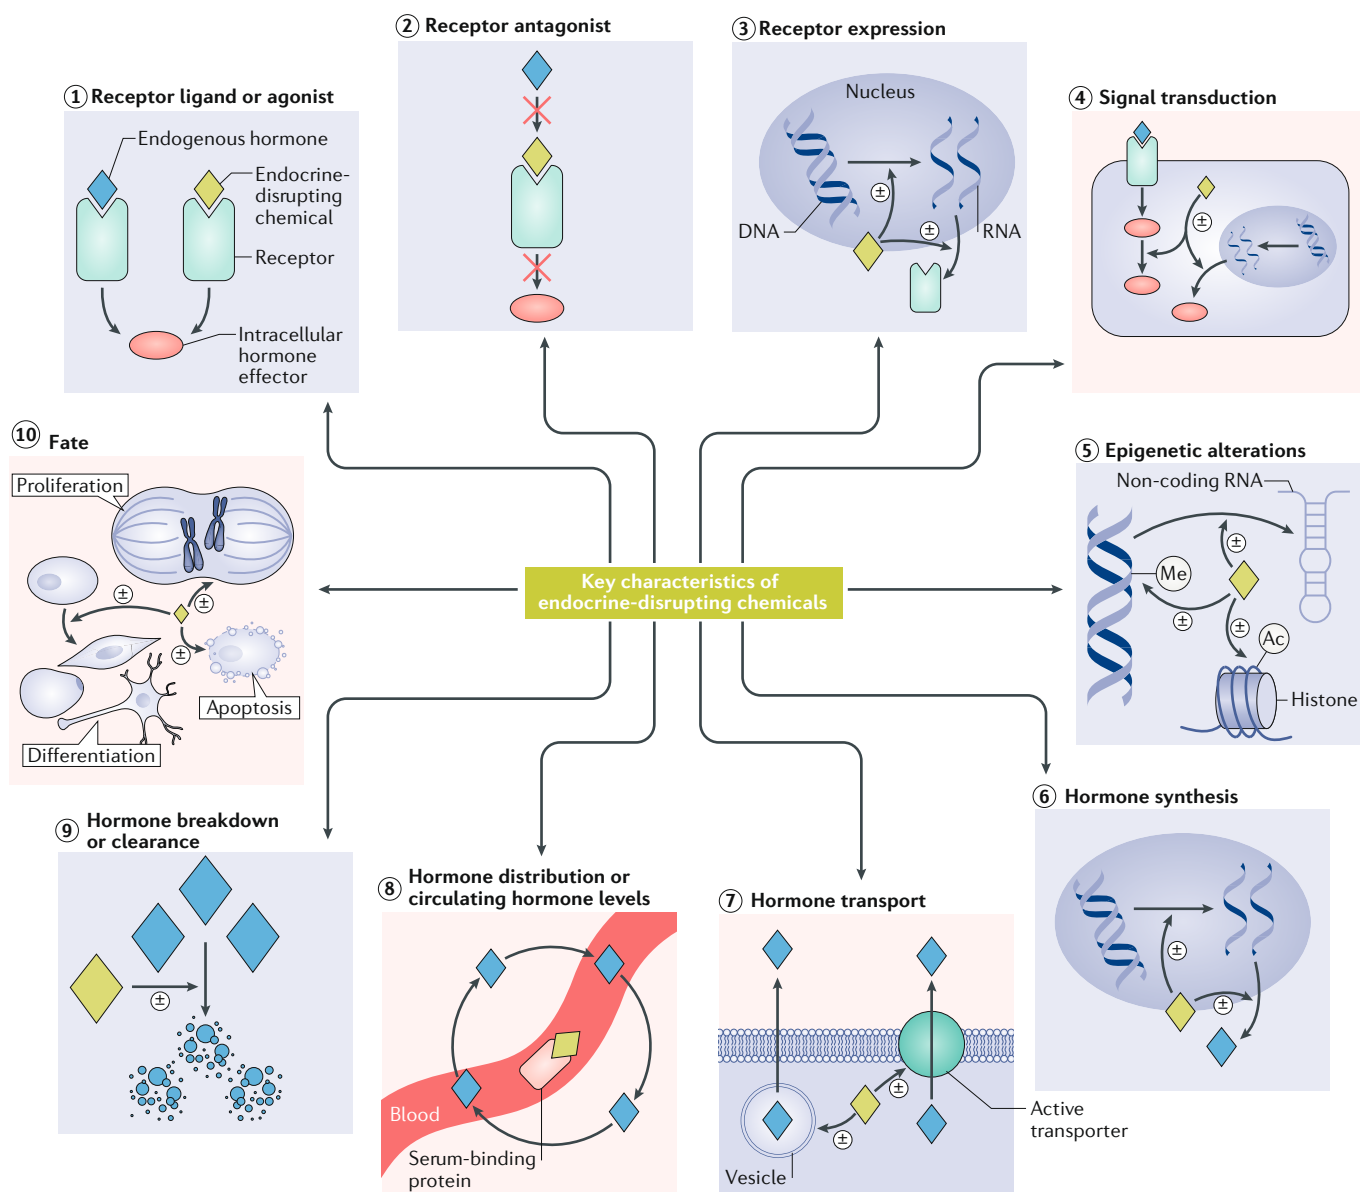 ① Receptor ligand or agonist
Endogenous hormone
Endocrine-
disrupting
chemical
Receptor
Intracellular
hormone
effector
② Receptor antagonist
③ Receptor expression
Nucleus
±
±
DNA
RNA
④ Signal transduction
±
⑤ Epigenetic alterations
Non-coding RNA
±
Me
±
±
Ac
Histone
⑥ Hormone synthesis
±
±
⑦ Hormone transport
±
±
Active
transporter
Vesicle
⑧ Hormone distribution or
circulating hormone levels
Blood
Serum-binding
protein
⑨ Hormone breakdown
or clearance
±
⑩ Fate
Proliferation
±
±
±
Apoptosis
Differentiation
Key characteristics of
endocrine-disrupting chemicals